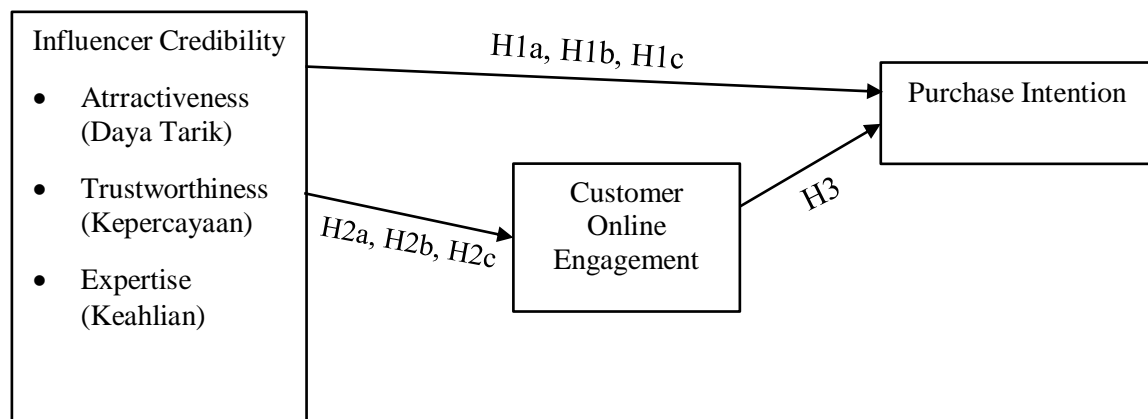 Influencer Credibility
• Atrractiveness
(Daya Tarik)
• Trustworthiness
(Kepercayaan)
• Expertise
(Keahlian)
H1a, H1b, H1c
H2a, H2b, H2c
Customer
Online
Engagement
H3
Purchase Intention